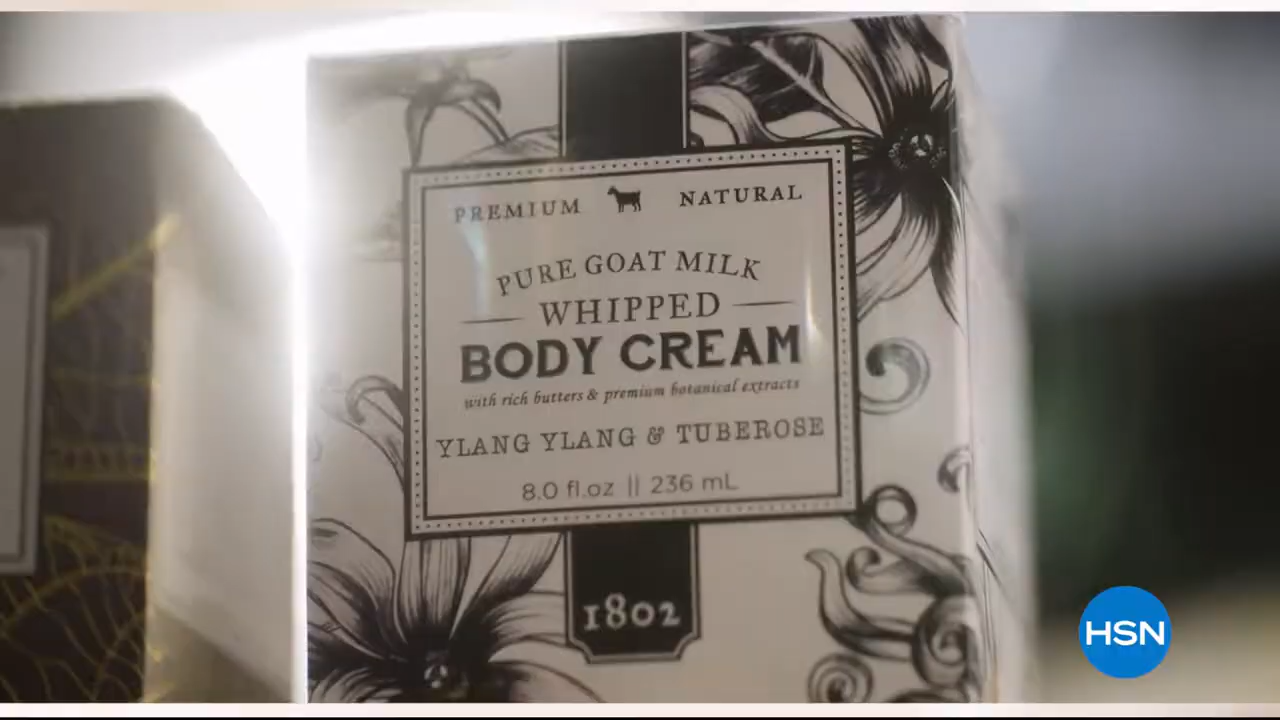 PREMIUM NATURAL
PURE GOAT MILK
WHIPPED
BODY CREAM
with rich butters & premium botanical extracts
YLANG YLANG & TUBEROSE
8.0 fl.oz || 236 mL
1802
HSN